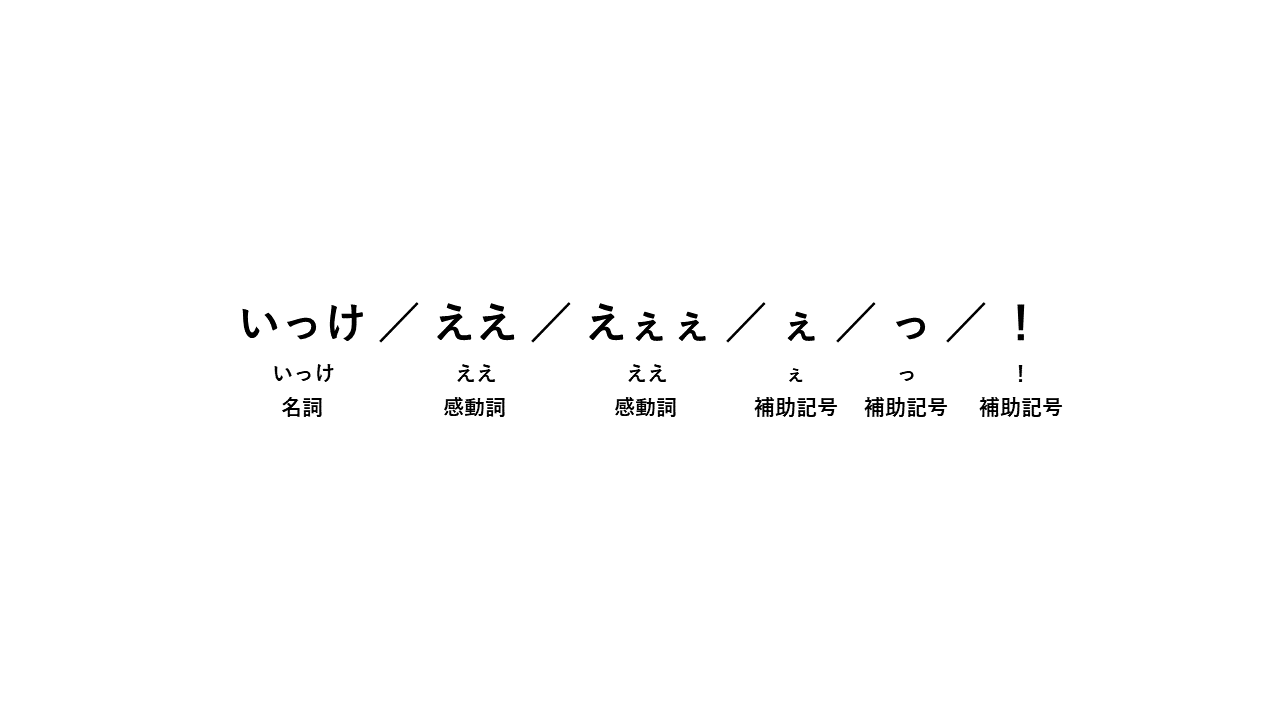 いっけ／ええ／えぇぇ／ぇ／っ／！
いっけ ええ ええ ぇ っ ！
名詞 感動詞 感動詞 補助記号 補助記号 補助記号